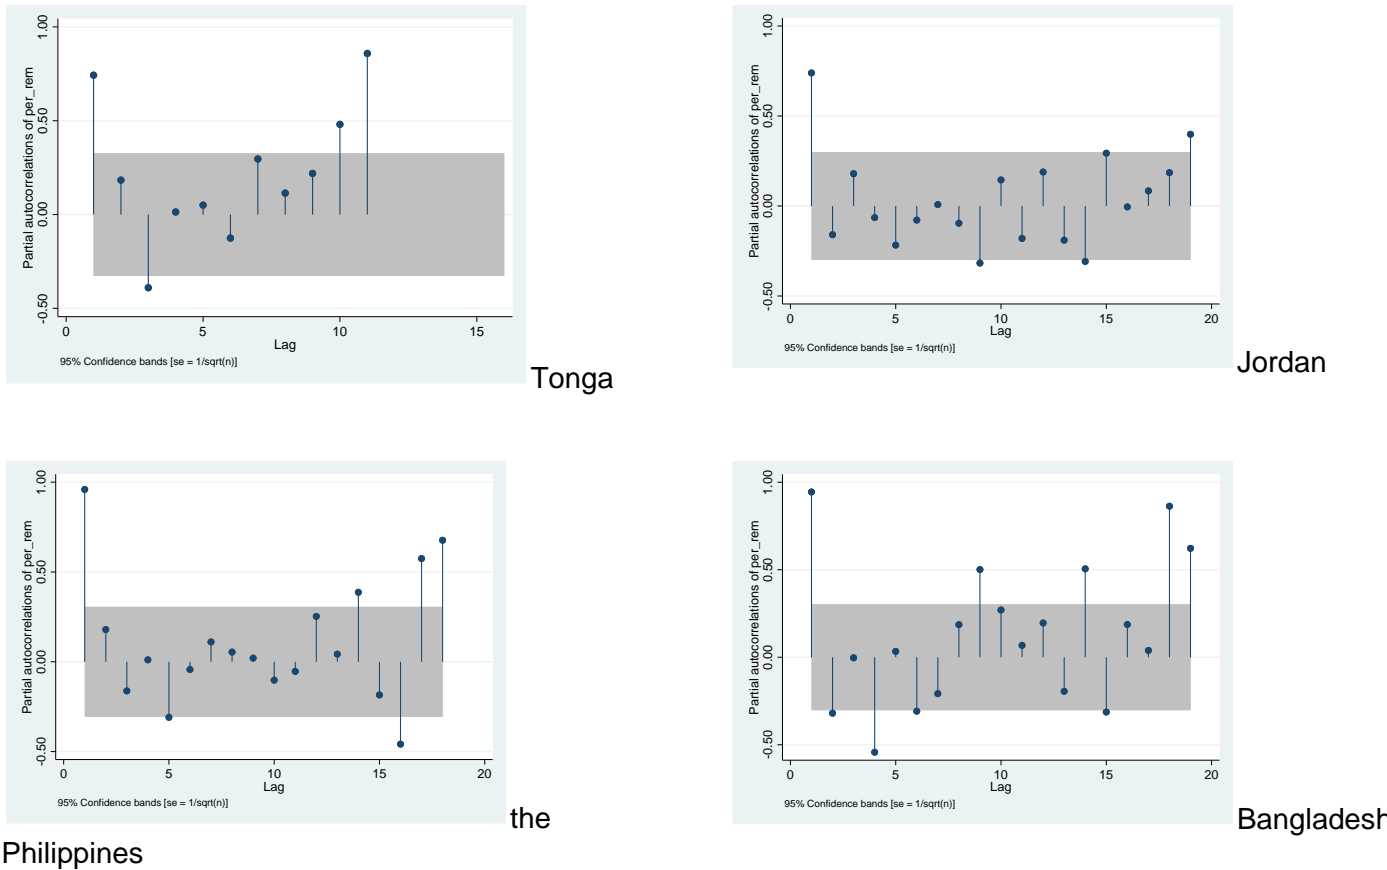 Partial autocorrelations of per_rem
1.00
0.50
0.00
-0.50
0
5
10
15
Lag
95% Confidence bands [se = 1/sqrt(n)]
Tonga
Partial autocorrelations of per_rem
1.00
0.50
0.00
-0.50
0
5
10
15
20
Lag
95% Confidence bands [se = 1/sqrt(n)]
Jordan
Partial autocorrelations of per_rem
1.00
0.50
0.00
-0.50
0
5
10
15
20
Lag
95% Confidence bands [se = 1/sqrt(n)]
the
Philippines
Partial autocorrelations of per_rem
1.00
0.50
0.00
-0.50
0
5
10
15
20
Lag
95% Confidence bands [se = 1/sqrt(n)]
Bangladesh